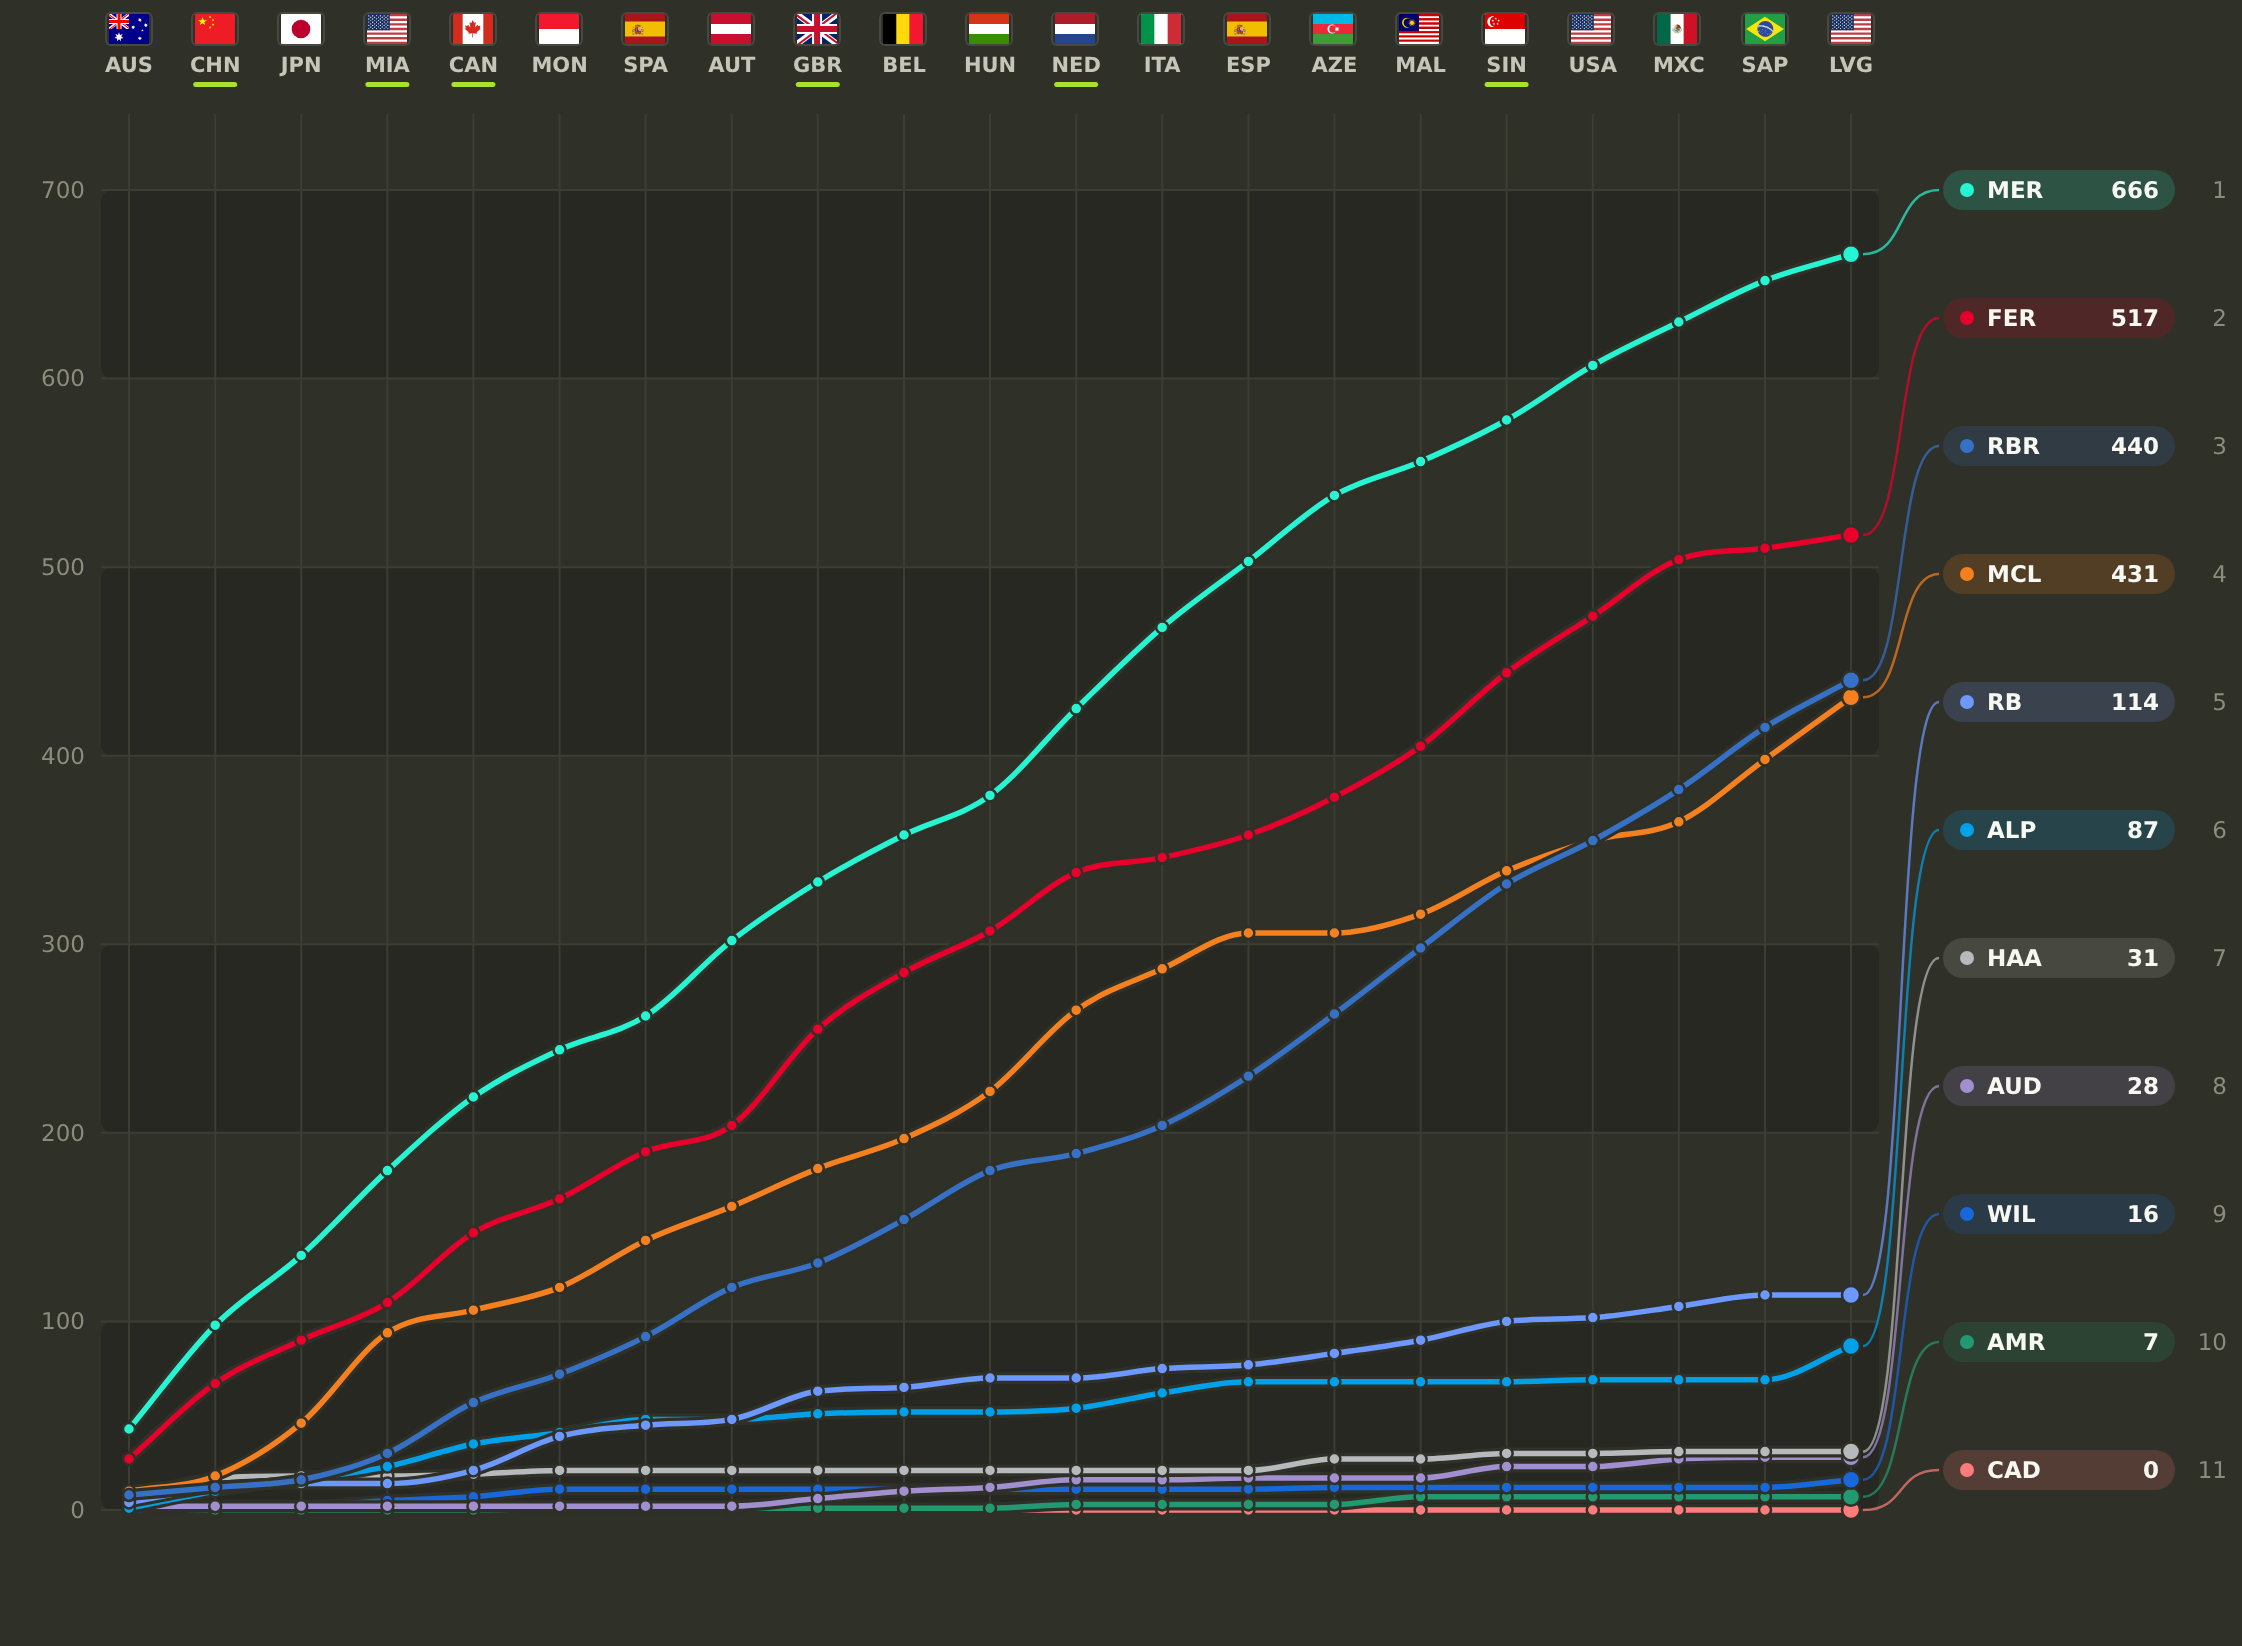 AUS CHN JPN MIA CAN MON SPA AUT GBR BEL HUN NED ITA ESP AZE MAL SIN USA MXC SAP LVG
700
600
500
400
300
200
100
0
MER 666 1
FER 517 2
RBR 440 3
MCL 431 4
RB 114 5
ALP 87 6
HAA 31 7
AUD 28 8
WIL 16 9
AMR 7 10
CAD 0 11